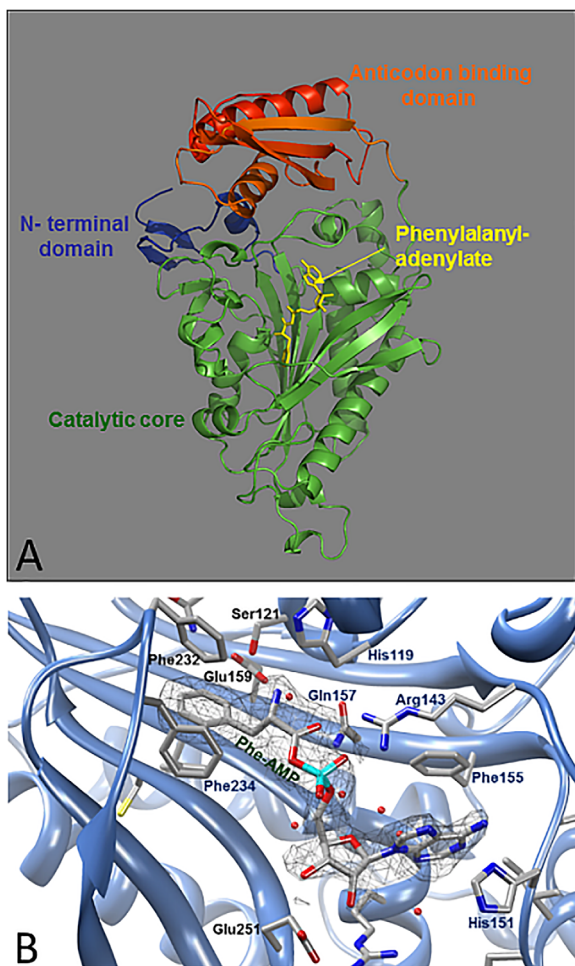 Anticodon binding
domain
N- terminal
domain
Phenylalanyl-
adenylate
Catalytic core
A
Ser121
His119
Phe232
Glu159
Gln157
Arg143
Phe-AMP
Phe155
Phe234
Glu251
His151
B